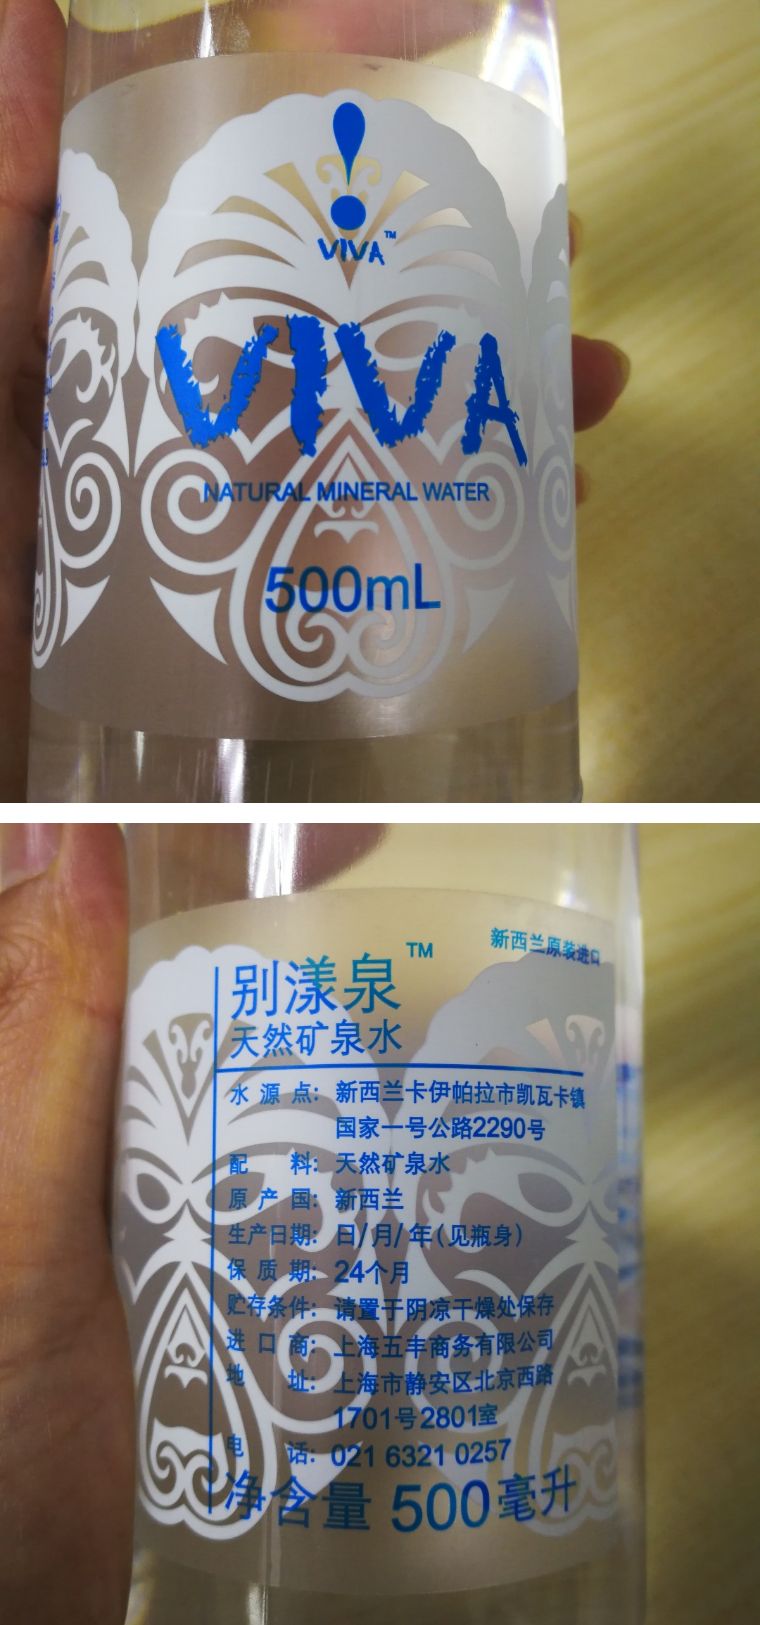 VIVA™
VIVA
NATURAL MINERAL WATER
500mL
新西兰原装进口
别漾泉™
天然矿泉水
水源点: 新西兰卡伊帕拉市凯瓦卡镇
国家一号公路2290号
配料: 天然矿泉水
原产国: 新西兰
生产日期: 日/月/年(见瓶身)
保质期: 24个月
贮存条件: 请置于阴凉干燥处保存
进口商: 上海五丰商务有限公司
地址: 上海市静安区北京西路
1701号2801室
电话: 021 6321 0257
净含量 500毫升